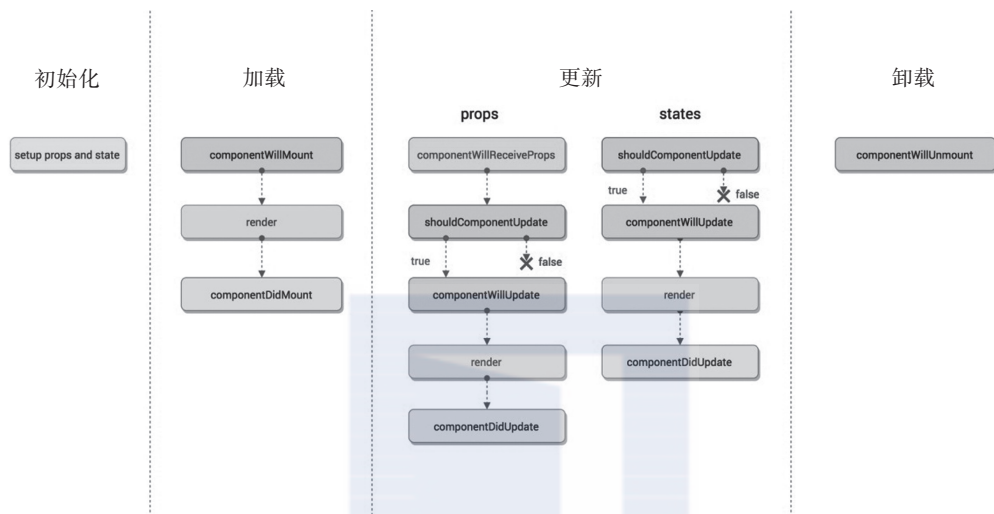 初始化
加载
更新
卸载
props
states
setup props and state
componentWillMount
render
componentDidMount
componentWillReceiveProps
shouldComponentUpdate
true
false
componentWillUpdate
render
componentDidUpdate
shouldComponentUpdate
true
false
componentWillUpdate
render
componentDidUpdate
componentWillUnmount